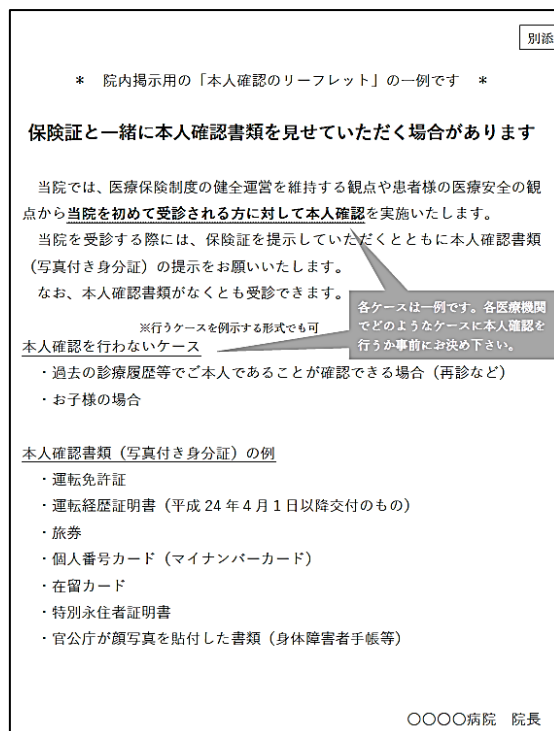 別添
＊　院内掲示用の「本人確認のリーフレット」の一例です　＊
保険証と一緒に本人確認書類を見せていただく場合があります
当院では、医療保険制度の健全運営を維持する観点や患者様の医療安全の観
点から当院を初めて受診される方に対して本人確認を実施いたします。
当院を受診する際には、保険証を提示していただくとともに本人確認書類
（写真付き身分証）の提示をお願いいたします。
なお、本人確認書類がなくとも受診できます。
各ケースは一例です。各医療機関
でどのようなケースに本人確認を
行うか事前にお決め下さい。
※行うケースを例示する形式でも可
本人確認を行わないケース
・過去の診療履歴等でご本人であることが確認できる場合（再診など）
・お子様の場合
本人確認書類（写真付き身分証）の例
・運転免許証
・運転経歴証明書（平成 24 年４月１日以降交付のもの）
・旅券
・個人番号カード（マイナンバーカード）
・在留カード
・特別永住者証明書
・官公庁が顔写真を貼付した書類（身体障害者手帳等）
〇〇〇〇病院　院長